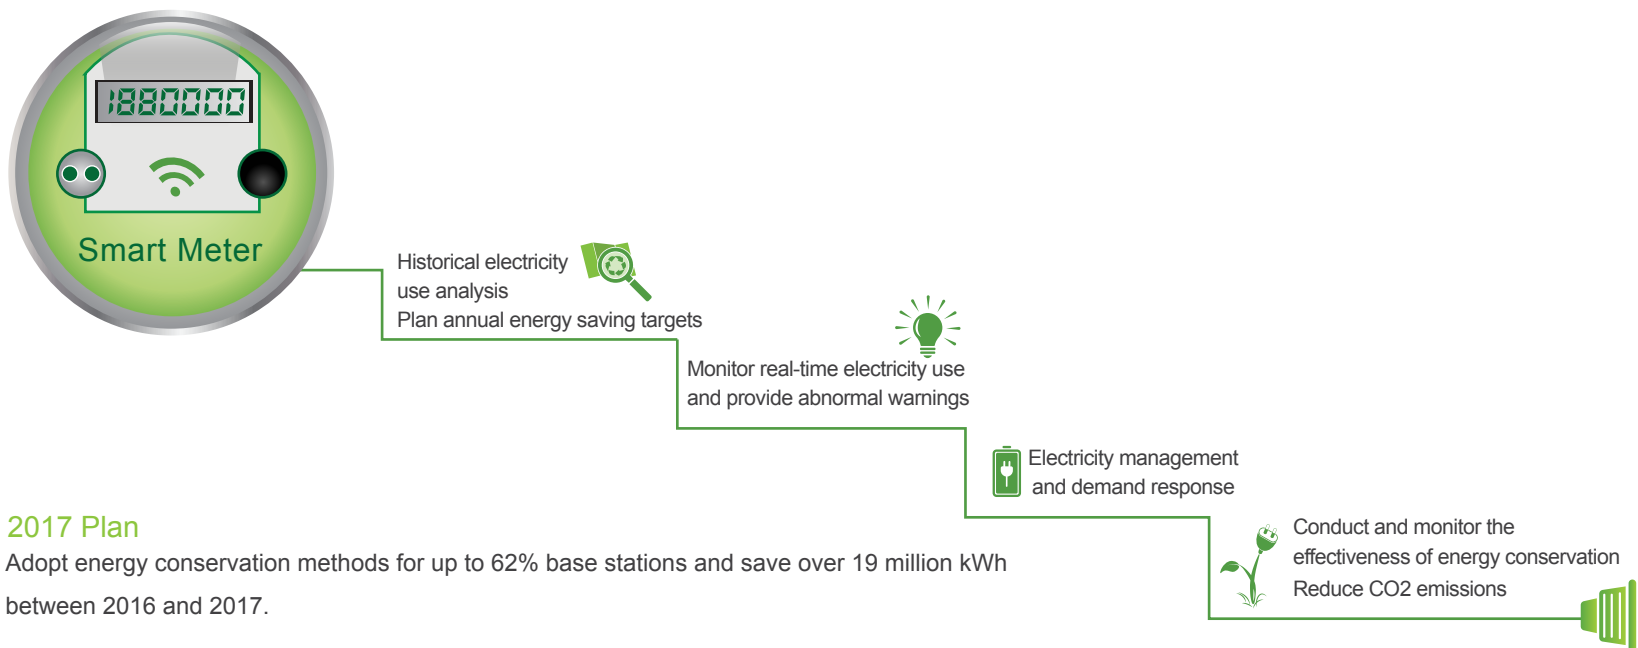 1880000
Smart Meter
Historical electricity
use analysis
Plan annual energy saving targets
Monitor real-time electricity use
and provide abnormal warnings
Electricity management
and demand response
Conduct and monitor the
effectiveness of energy conservation
Reduce CO2 emissions
2017 Plan
Adopt energy conservation methods for up to 62% base stations and save over 19 million kWh
between 2016 and 2017.